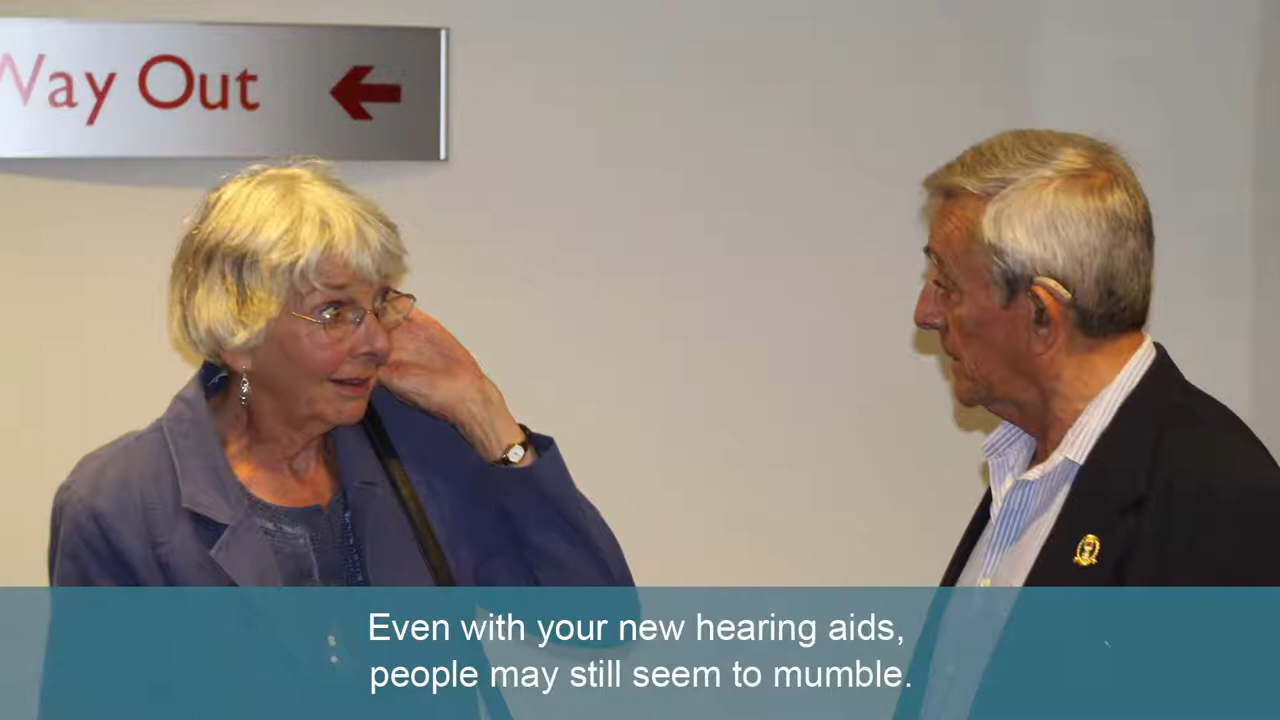 Way Out
Even with your new hearing aids,
people may still seem to mumble.